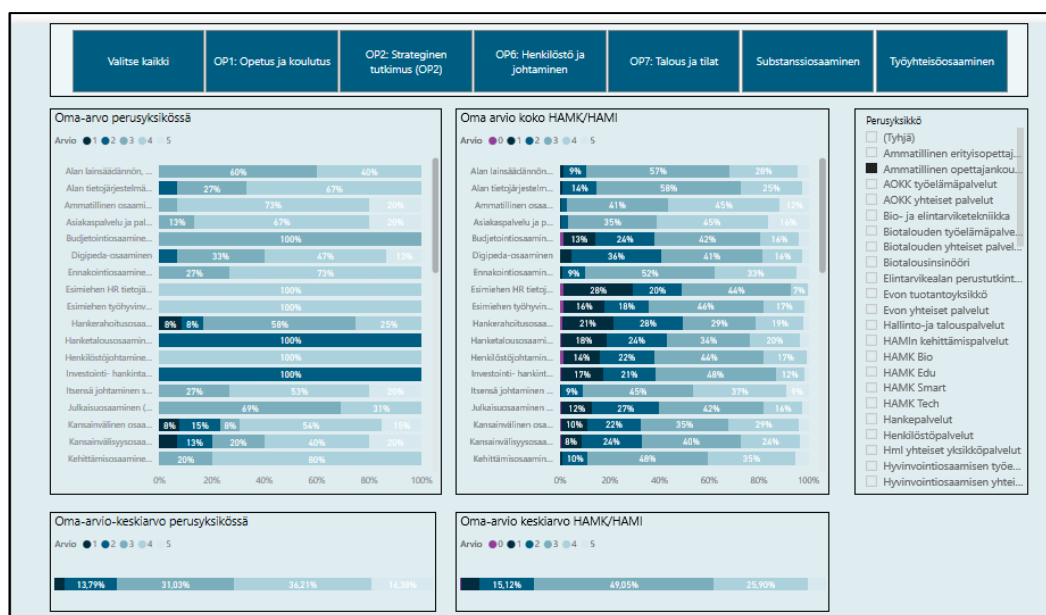 Valitse kaikki
OP1: Opetus ja koulutus
OP2: Strateginen
tutkimus (OP2)
OP6: Henkilöstö ja
johtaminen
OP7: Talous ja tilat
Substanssiosaaminen
Työyhteisöosaaminen
Oma-arvo perusyksikössä
Arvio 1 2 3 4 5
Alan lainsäädännön, ... 60% 40%
Alan tietojärjestelmä... 27% 67%
Ammatillinen osaami... 73% 20%
Asiakaspalvelu ja pal... 13% 67% 20%
Budjetointiosaamine... 100%
Digipeda-osaaminen 33% 47% 13%
Ennakointiosaamine... 27% 73%
Esimiehen HR tietojä... 100%
Esimiehen työhyvinv... 100%
Hankerahoitusosaa... 8% 8% 58% 25%
Hanketalousosaamin... 100%
Henkilöstöjohtamine... 100%
Investointi- hankinta... 100%
Itsensä johtaminen s... 27% 53% 20%
Julkaisuosaaminen (... 69% 31%
Kansainvälinen osaa... 8% 15% 8% 54% 15%
Kansainvälisyysosaa... 13% 20% 40% 20%
Kehittämisosaamine... 20% 80%
0% 20% 40% 60% 80% 100%
Oma arvio koko HAMK/HAMI
Arvio 0 1 2 3 4 5
Alan lainsäädännön... 9% 57% 28%
Alan tietojärjestelm... 14% 58% 25%
Ammatillinen osaa... 41% 45% 12%
Asiakaspalvelu ja p... 35% 45% 16%
Budjetointiosaamin... 13% 24% 42% 16%
Digipeda-osaaminen 36% 41% 16%
Ennakointiosaamin... 9% 52% 33%
Esimiehen HR tietoj... 28% 20% 44% 7%
Esimiehen työhyvin... 16% 18% 46% 17%
Hankerahoitusosaa... 21% 28% 29% 19%
Hanketalousosaami... 18% 24% 34% 20%
Henkilöstöjohtamin... 14% 22% 44% 17%
Investointi- hankint... 17% 21% 48% 12%
Itsensä johtaminen ... 9% 45% 37% 9%
Julkaisuosaaminen ... 12% 27% 42% 16%
Kansainvälinen osa... 10% 22% 35% 29%
Kansainvälisyysosaa... 8% 24% 40% 24%
Kehittämisosaamin... 10% 48% 35%
0% 20% 40% 60% 80% 100%
Perusyksikkö
(Tyhjä)
Ammatillinen erityisopettaj...
Ammatillinen opettajankou...
AOKK työelämäpalvelut
AOKK yhteiset palvelut
Bio- ja elintarviketekniikka
Biotalouden työelämäpalve...
Biotalouden yhteiset palvel...
Biotalousinsinööri
Elintarvikealan perustutkint...
Evon tuotantoyksikkö
Evon yhteiset palvelut
Hallinto-ja talouspalvelut
HAMIn kehittämispalvelut
HAMK Bio
HAMK Edu
HAMK Smart
HAMK Tech
Hankepalvelut
Henkilöstöpalvelut
Hml yhteiset yksikköpalvelut
Hyvinvointiosaamisen työe...
Hyvinvointiosaamisen yhtei...
Oma-arvio-keskiarvo perusyksikössä
Arvio 1 2 3 4 5
13,79% 31,03% 36,21% 16,38%
Oma-arvio keskiarvo HAMK/HAMI
Arvio 0 1 2 3 4 5
15,12% 49,05% 25,90%